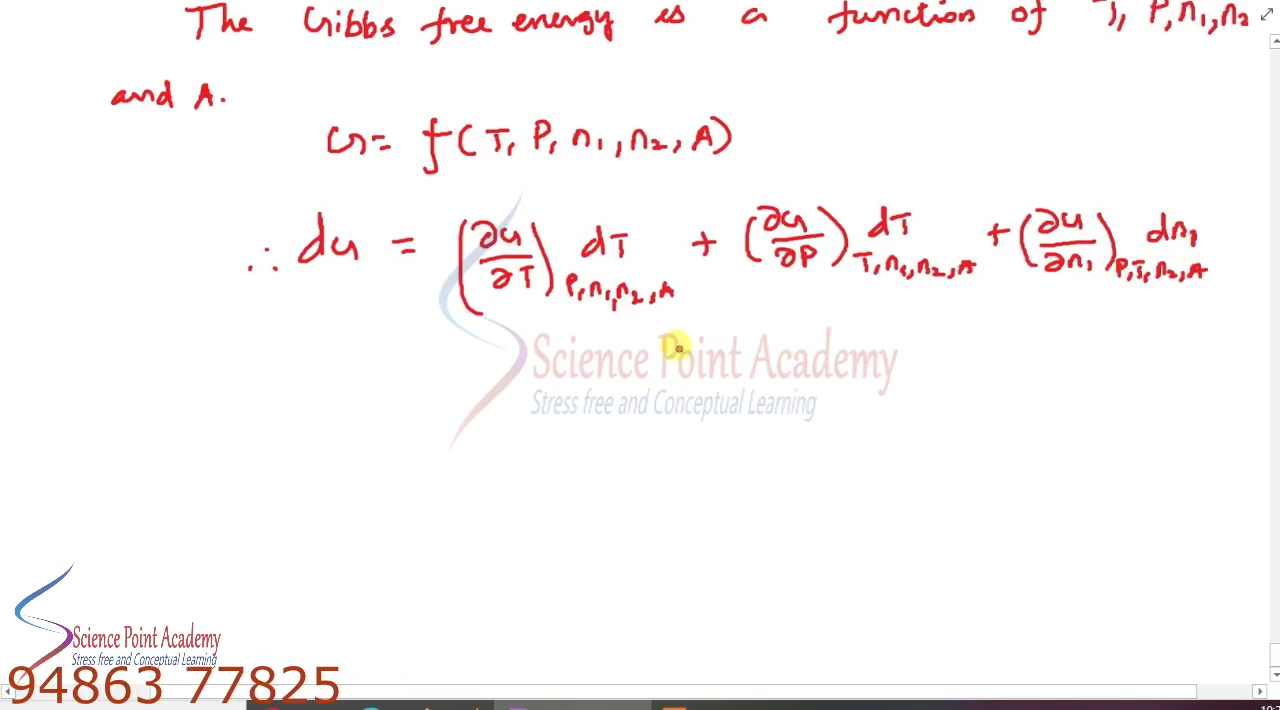 The Gibbs free energy is a function of T, P, n₁, n₂
and A.
G = f(T, P, n₁, n₂, A)
∴ dG = (∂G/∂T)P,n₁,n₂,A dT + (∂G/∂P)T,n₁,n₂,A dT + (∂G/∂n₁)P,T,n₂,A dn₁
Science Point Academy
Stress free and Conceptual Learning
Science Point Academy
Stress free and Conceptual Learning
94863 77825